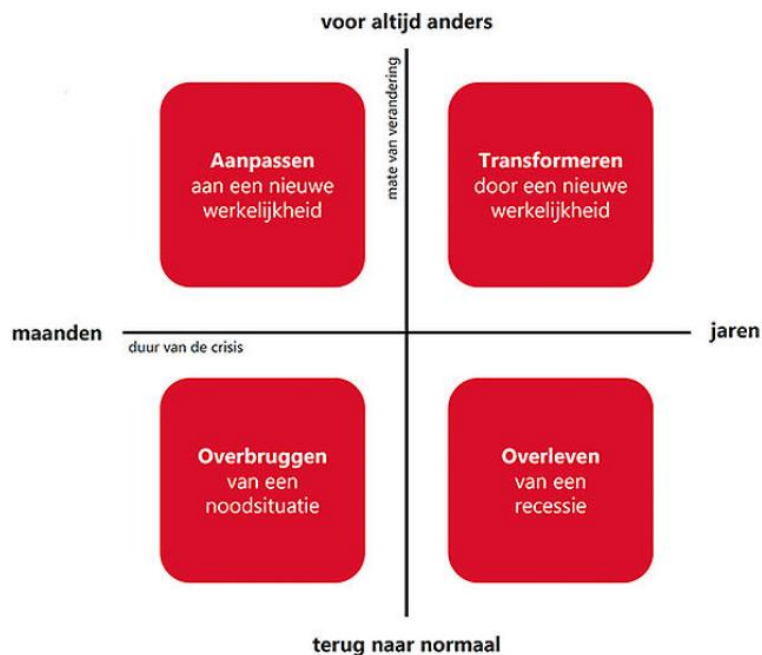 voor altijd anders
mate van verandering
Aanpassen
aan een nieuwe
werkelijkheid
Transformeren
door een nieuwe
werkelijkheid
maanden
jaren
duur van de crisis
Overbruggen
van een
noodsituatie
Overleven
van een
recessie
terug naar normaal